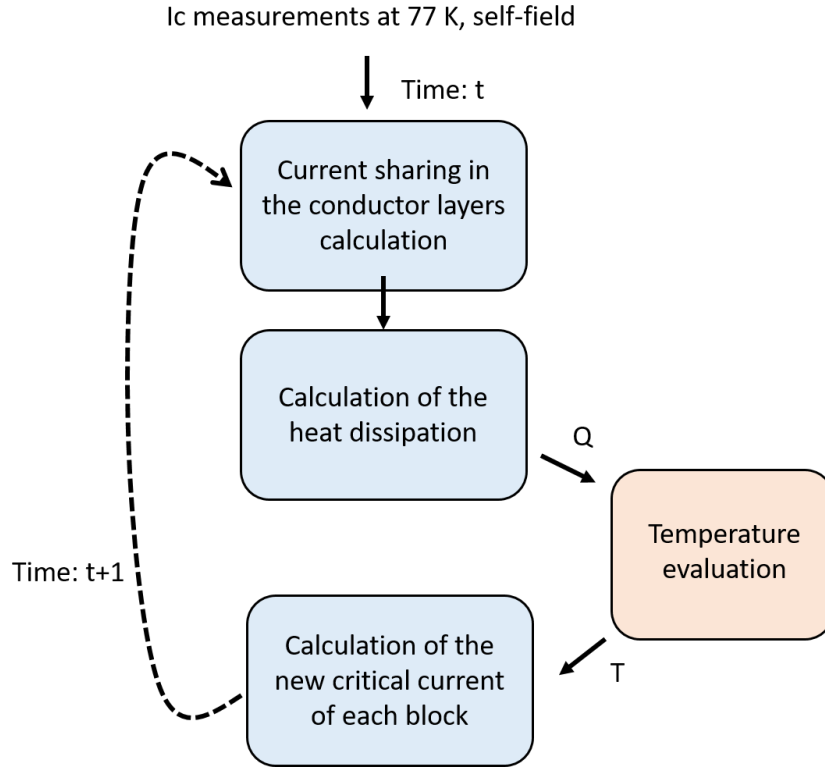 Ic measurements at 77 K, self-field
Time: t
Current sharing in
the conductor layers
calculation
Calculation of the
heat dissipation
Q
Temperature
evaluation
T
Calculation of the
new critical current
of each block
Time: t+1